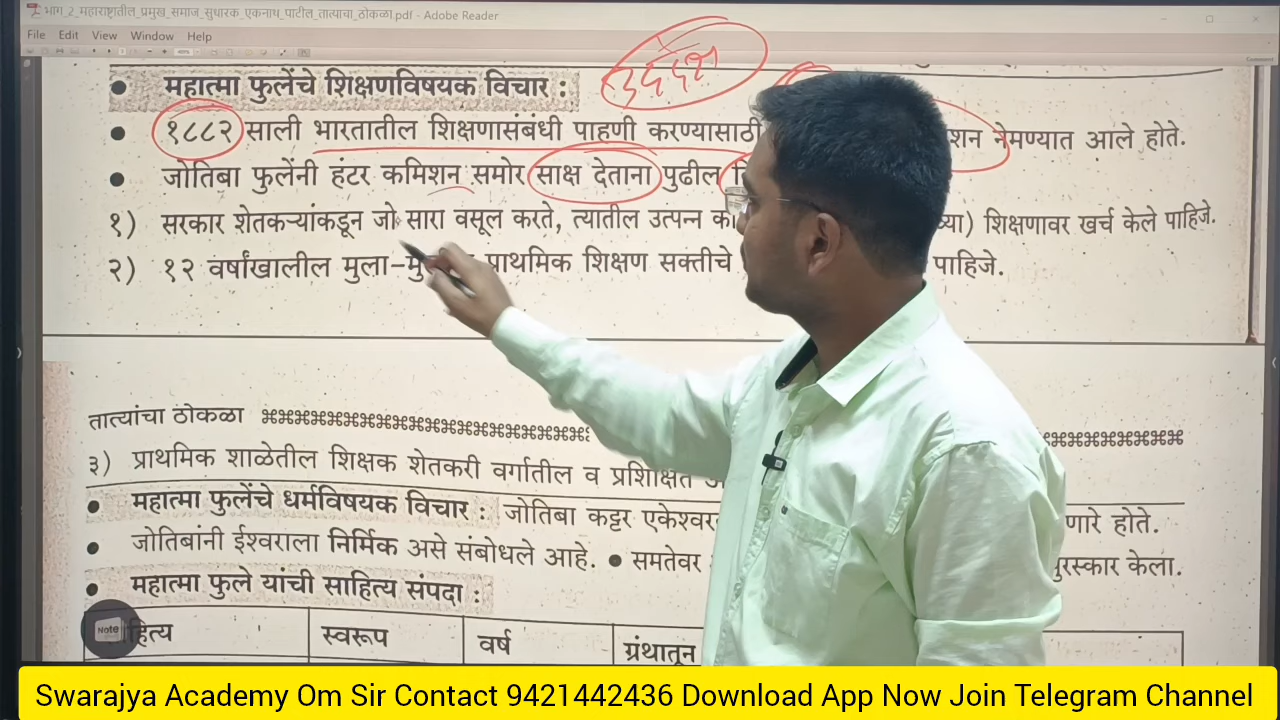 भाग_2_महाराष्ट्रातील_प्रमुख_समाज_सुधारक_एकनाथ_पाटील_तात्याचा_ठोकळा.pdf - Adobe Reader
File Edit View Window Help
Comment
● महात्मा फुलेंचे शिक्षणविषयक विचार :
● १८८२ साली भारतातील शिक्षणासंबंधी पाहणी करण्यासाठी शन नेमण्यात आले होते.
● जोतिबा फुलेंनी हंटर कमिशन समोर साक्ष देताना पुढील
१) सरकार शेतकऱ्यांकडून जो सारा वसूल करते, त्यातील उत्पन्न च्या) शिक्षणावर खर्च केले पाहिजे.
२) १२ वर्षांखालील मुला-मु प्राथमिक शिक्षण सक्तीचे पाहिजे.
तात्यांचा ठोकळा
३) प्राथमिक शाळेतील शिक्षक शेतकरी वर्गातील व प्रशिक्षित
● महात्मा फुलेंचे धर्मविषयक विचार : जोतिबा कट्टर एकेश्वर णारे होते.
● जोतिबांनी ईश्वराला निर्मिक असे संबोधले आहे. ● समतेवर पुरस्कार केला.
● महात्मा फुले यांची साहित्य संपदा :
Note हित्य स्वरूप वर्ष ग्रंथातून
Swarajya Academy Om Sir Contact 9421442436 Download App Now Join Telegram Channel